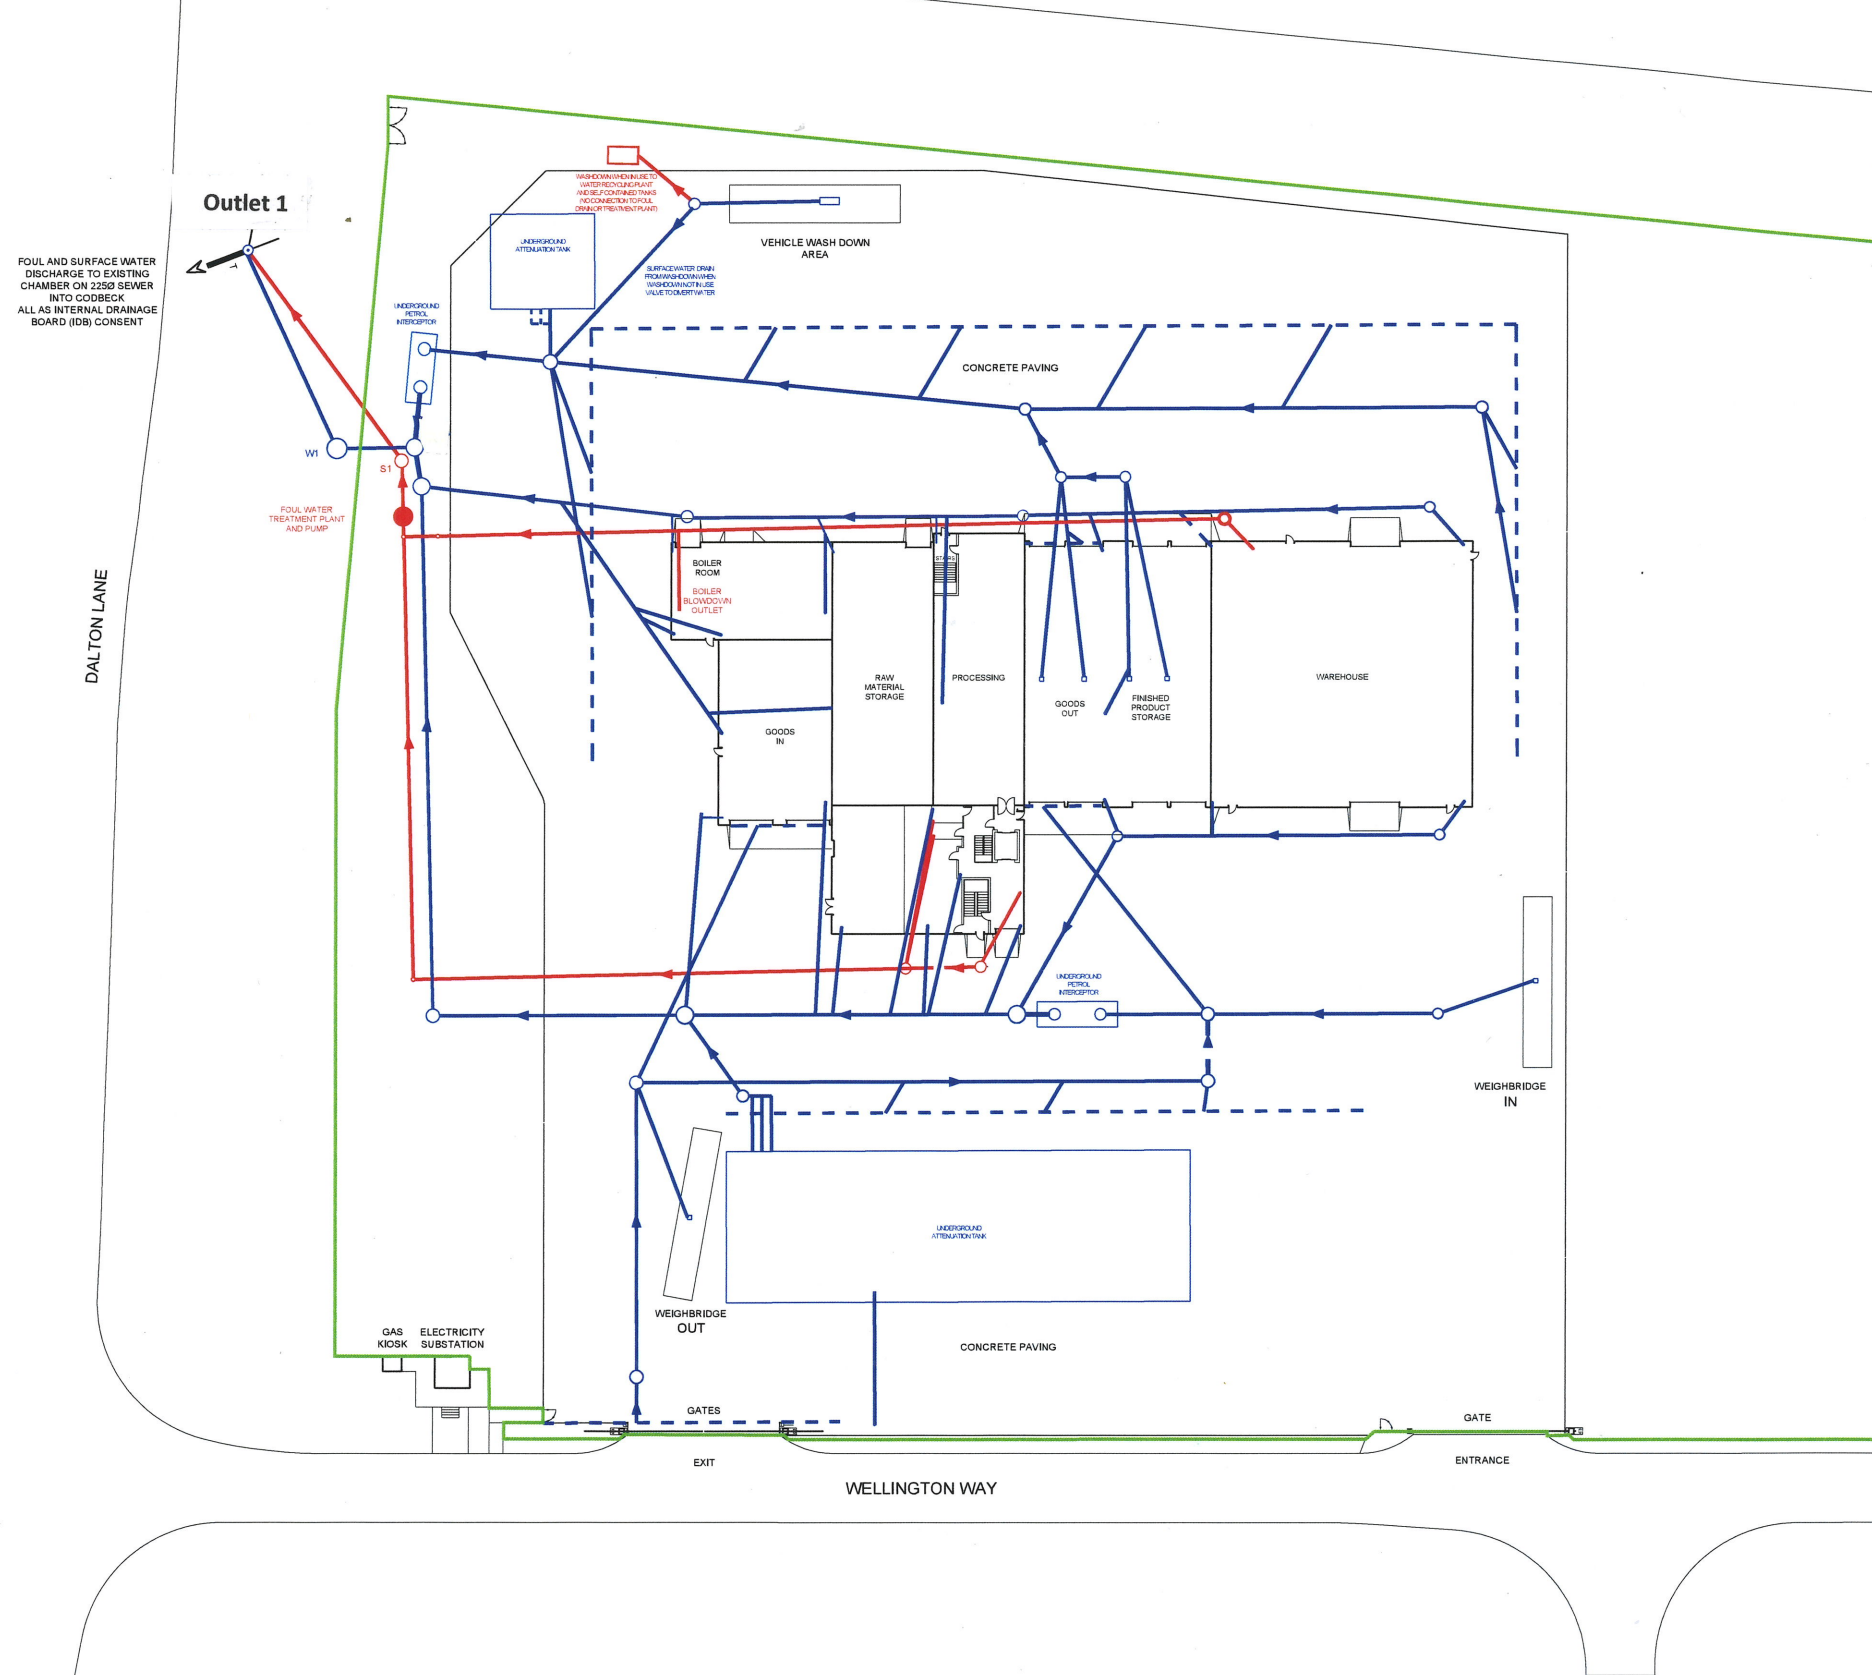 Outlet 1
FOUL AND SURFACE WATER
DISCHARGE TO EXISTING
CHAMBER ON 225Ø SEWER
INTO CODBECK
ALL AS INTERNAL DRAINAGE
BOARD (IDB) CONSENT
WASHDOWN WHEN IN USE TO
WATER RECYCLING PLANT
AND SELF CONTAINED TANKS
(NO CONNECTION TO FOUL
DRAIN OR TREATMENT PLANT)
UNDERGROUND
ATTENUATION TANK
VEHICLE WASH DOWN
AREA
SURFACE WATER DRAIN
FROM WASHDOWN WHEN
WASHDOWN NOT IN USE
VALVE TO DIVERT WATER
UNDERGROUND
PETROL
INTERCEPTOR
CONCRETE PAVING
W1
S1
FOUL WATER
TREATMENT PLANT
AND PUMP
BOILER
ROOM
BOILER
BLOWDOWN
OUTLET
STAIRS
DALTON LANE
RAW
MATERIAL
STORAGE
PROCESSING
GOODS
OUT
FINISHED
PRODUCT
STORAGE
WAREHOUSE
GOODS
IN
UNDERGROUND
PETROL
INTERCEPTOR
WEIGHBRIDGE
IN
UNDERGROUND
ATTENUATION TANK
WEIGHBRIDGE
OUT
GAS
KIOSK
ELECTRICITY
SUBSTATION
CONCRETE PAVING
GATES
GATE
EXIT
ENTRANCE
WELLINGTON WAY